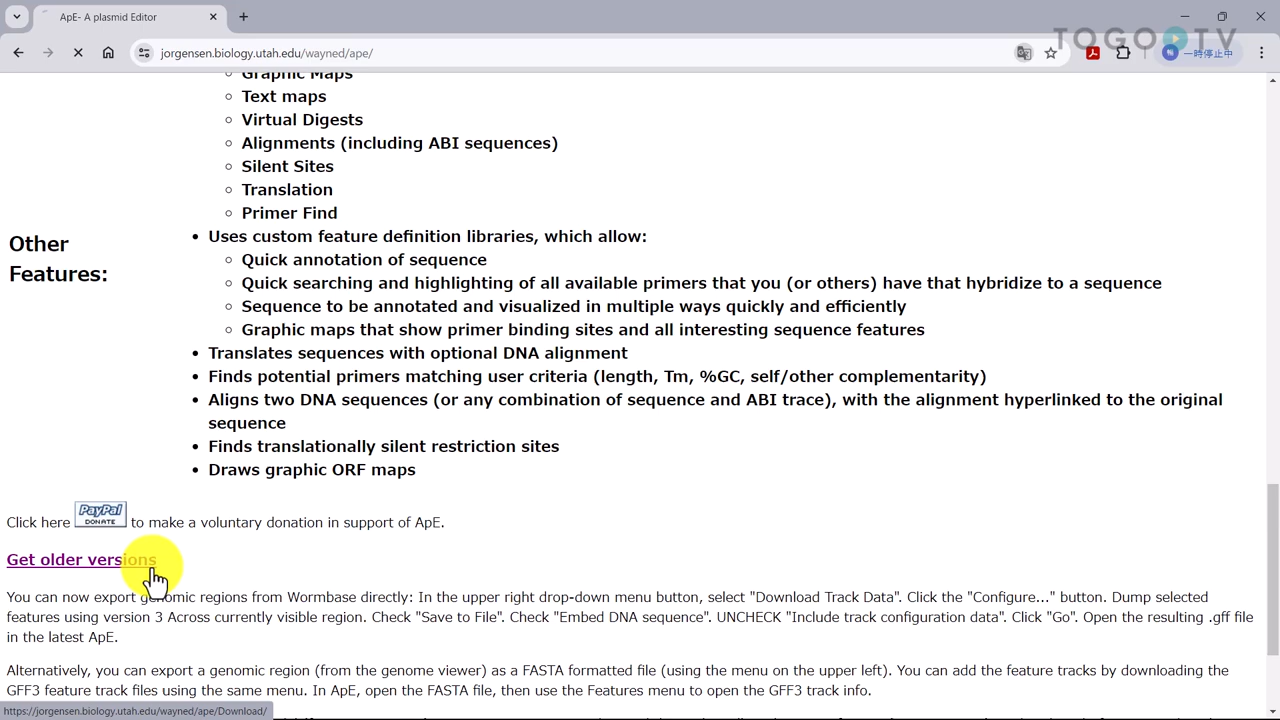 ApE- A plasmid Editor
TOGO TV
jorgensen.biology.utah.edu/wayned/ape/
一時停止中
Graphic Maps
Text maps
Virtual Digests
Alignments (including ABI sequences)
Silent Sites
Translation
Primer Find
Other
Features:
Uses custom feature definition libraries, which allow:
Quick annotation of sequence
Quick searching and highlighting of all available primers that you (or others) have that hybridize to a sequence
Sequence to be annotated and visualized in multiple ways quickly and efficiently
Graphic maps that show primer binding sites and all interesting sequence features
Translates sequences with optional DNA alignment
Finds potential primers matching user criteria (length, Tm, %GC, self/other complementarity)
Aligns two DNA sequences (or any combination of sequence and ABI trace), with the alignment hyperlinked to the original
sequence
Finds translationally silent restriction sites
Draws graphic ORF maps
Click here PayPal DONATE to make a voluntary donation in support of ApE.
Get older versions
You can now export genomic regions from Wormbase directly: In the upper right drop-down menu button, select "Download Track Data". Click the "Configure..." button. Dump selected
features using version 3 Across currently visible region. Check "Save to File". Check "Embed DNA sequence". UNCHECK "Include track configuration data". Click "Go". Open the resulting .gff file
in the latest ApE.
Alternatively, you can export a genomic region (from the genome viewer) as a FASTA formatted file (using the menu on the upper left). You can add the feature tracks by downloading the
GFF3 feature track files using the same menu. In ApE, open the FASTA file, then use the Features menu to open the GFF3 track info.
https://jorgensen.biology.utah.edu/wayned/ape/Download/